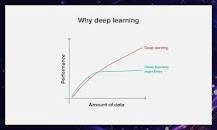 Why deep learning
Deep learning
Older learning
algorithms
Performance
Amount of data